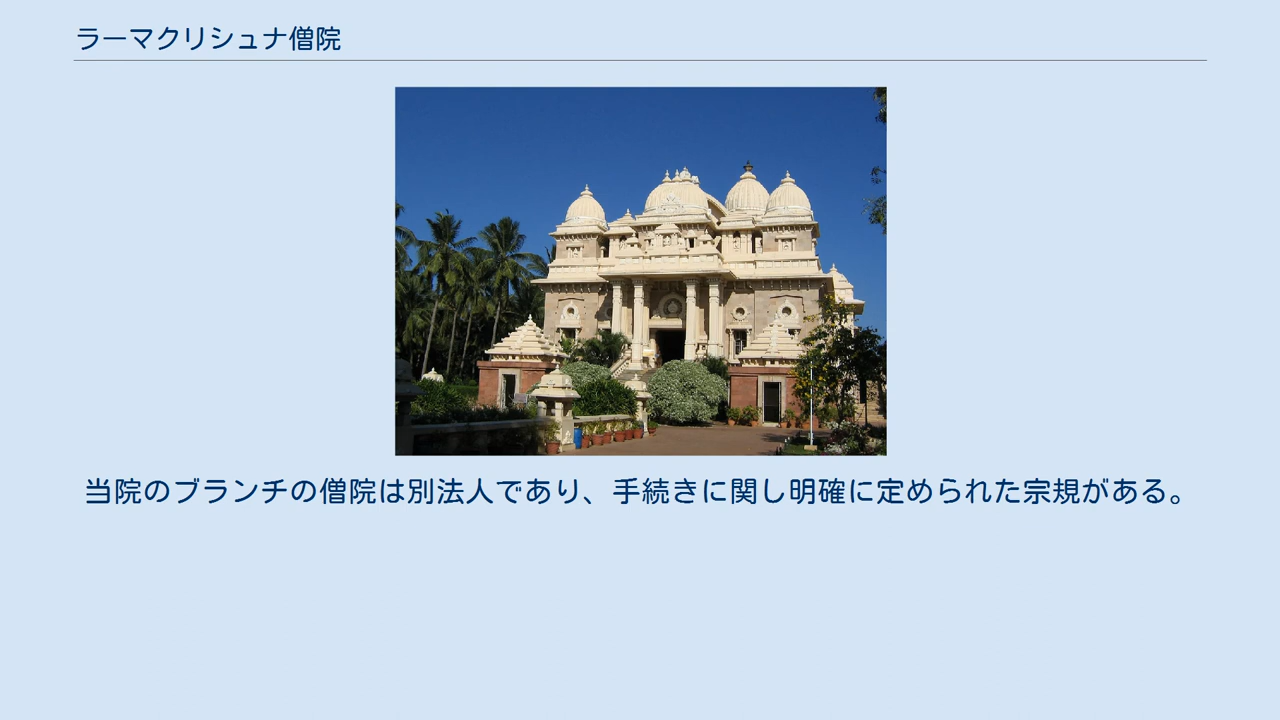 ラーマクリシュナ僧院
当院のブランチの僧院は別法人であり、手続きに関し明確に定められた宗規がある。